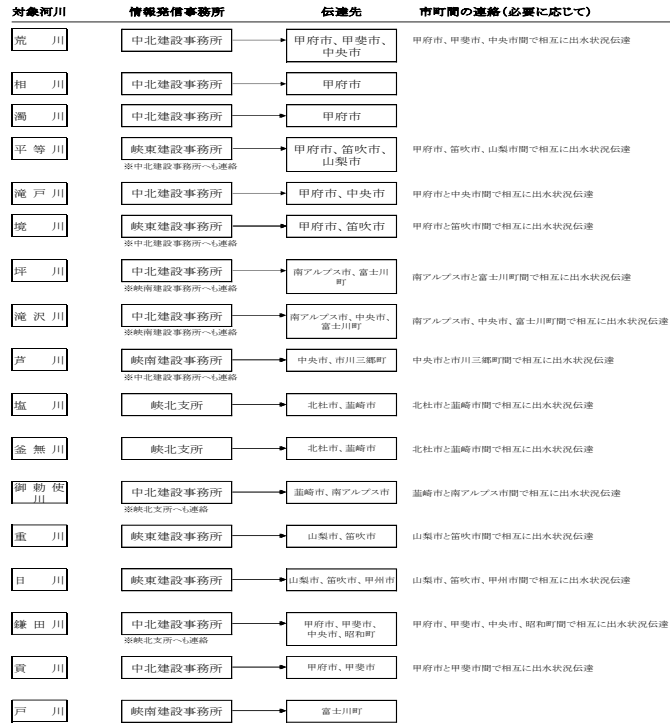 対象河川 情報発信事務所 伝達先 市町間の連絡(必要に応じて)
荒川 中北建設事務所 甲府市、甲斐市、 甲府市、甲斐市、中央市間で相互に出水状況伝達
中央市
相川 中北建設事務所 甲府市
濁川 中北建設事務所 甲府市
平等川 峡東建設事務所 甲府市、笛吹市、 甲府市、笛吹市、山梨市間で相互に出水状況伝達
山梨市
※中北建設事務所へも連絡
滝戸川 中北建設事務所 甲府市、中央市 甲府市と中央市間で相互に出水状況伝達
境川 峡東建設事務所 甲府市、笛吹市 甲府市と笛吹市間で相互に出水状況伝達
※中北建設事務所へも連絡
坪川 中北建設事務所 南アルプス市、富士川 南アルプス市と富士川町間で相互に出水状況伝達
町
※峡南建設事務所へも連絡
滝沢川 中北建設事務所 南アルプス市、中央市、 南アルプス市、中央市、富士川町間で相互に出水状況伝達
富士川町
※峡南建設事務所へも連絡
芦川 峡南建設事務所 中央市、市川三郷町 中央市と市川三郷町間で相互に出水状況伝達
※中北建設事務所へも連絡
塩川 峡北支所 北杜市、韮崎市 北杜市と韮崎市間で相互に出水状況伝達
釜無川 峡北支所 北杜市、韮崎市 北杜市と韮崎市間で相互に出水状況伝達
御勅使 中北建設事務所 韮崎市、南アルプス市 韮崎市と南アルプス市間で相互に出水状況伝達
川
※峡北支所へも連絡
重川 峡東建設事務所 山梨市、笛吹市 山梨市と笛吹市間で相互に出水状況伝達
日川 峡東建設事務所 山梨市、笛吹市、甲州市 山梨市、笛吹市、甲州市間で相互に出水状況伝達
鎌田川 中北建設事務所 甲府市、甲斐市、 甲府市、甲斐市、中央市、昭和町間で相互に出水状況伝達
中央市、昭和町
※峡北支所へも連絡
貢川 中北建設事務所 甲府市、甲斐市 甲府市と甲斐市間で相互に出水状況伝達
戸川 峡南建設事務所 富士川町